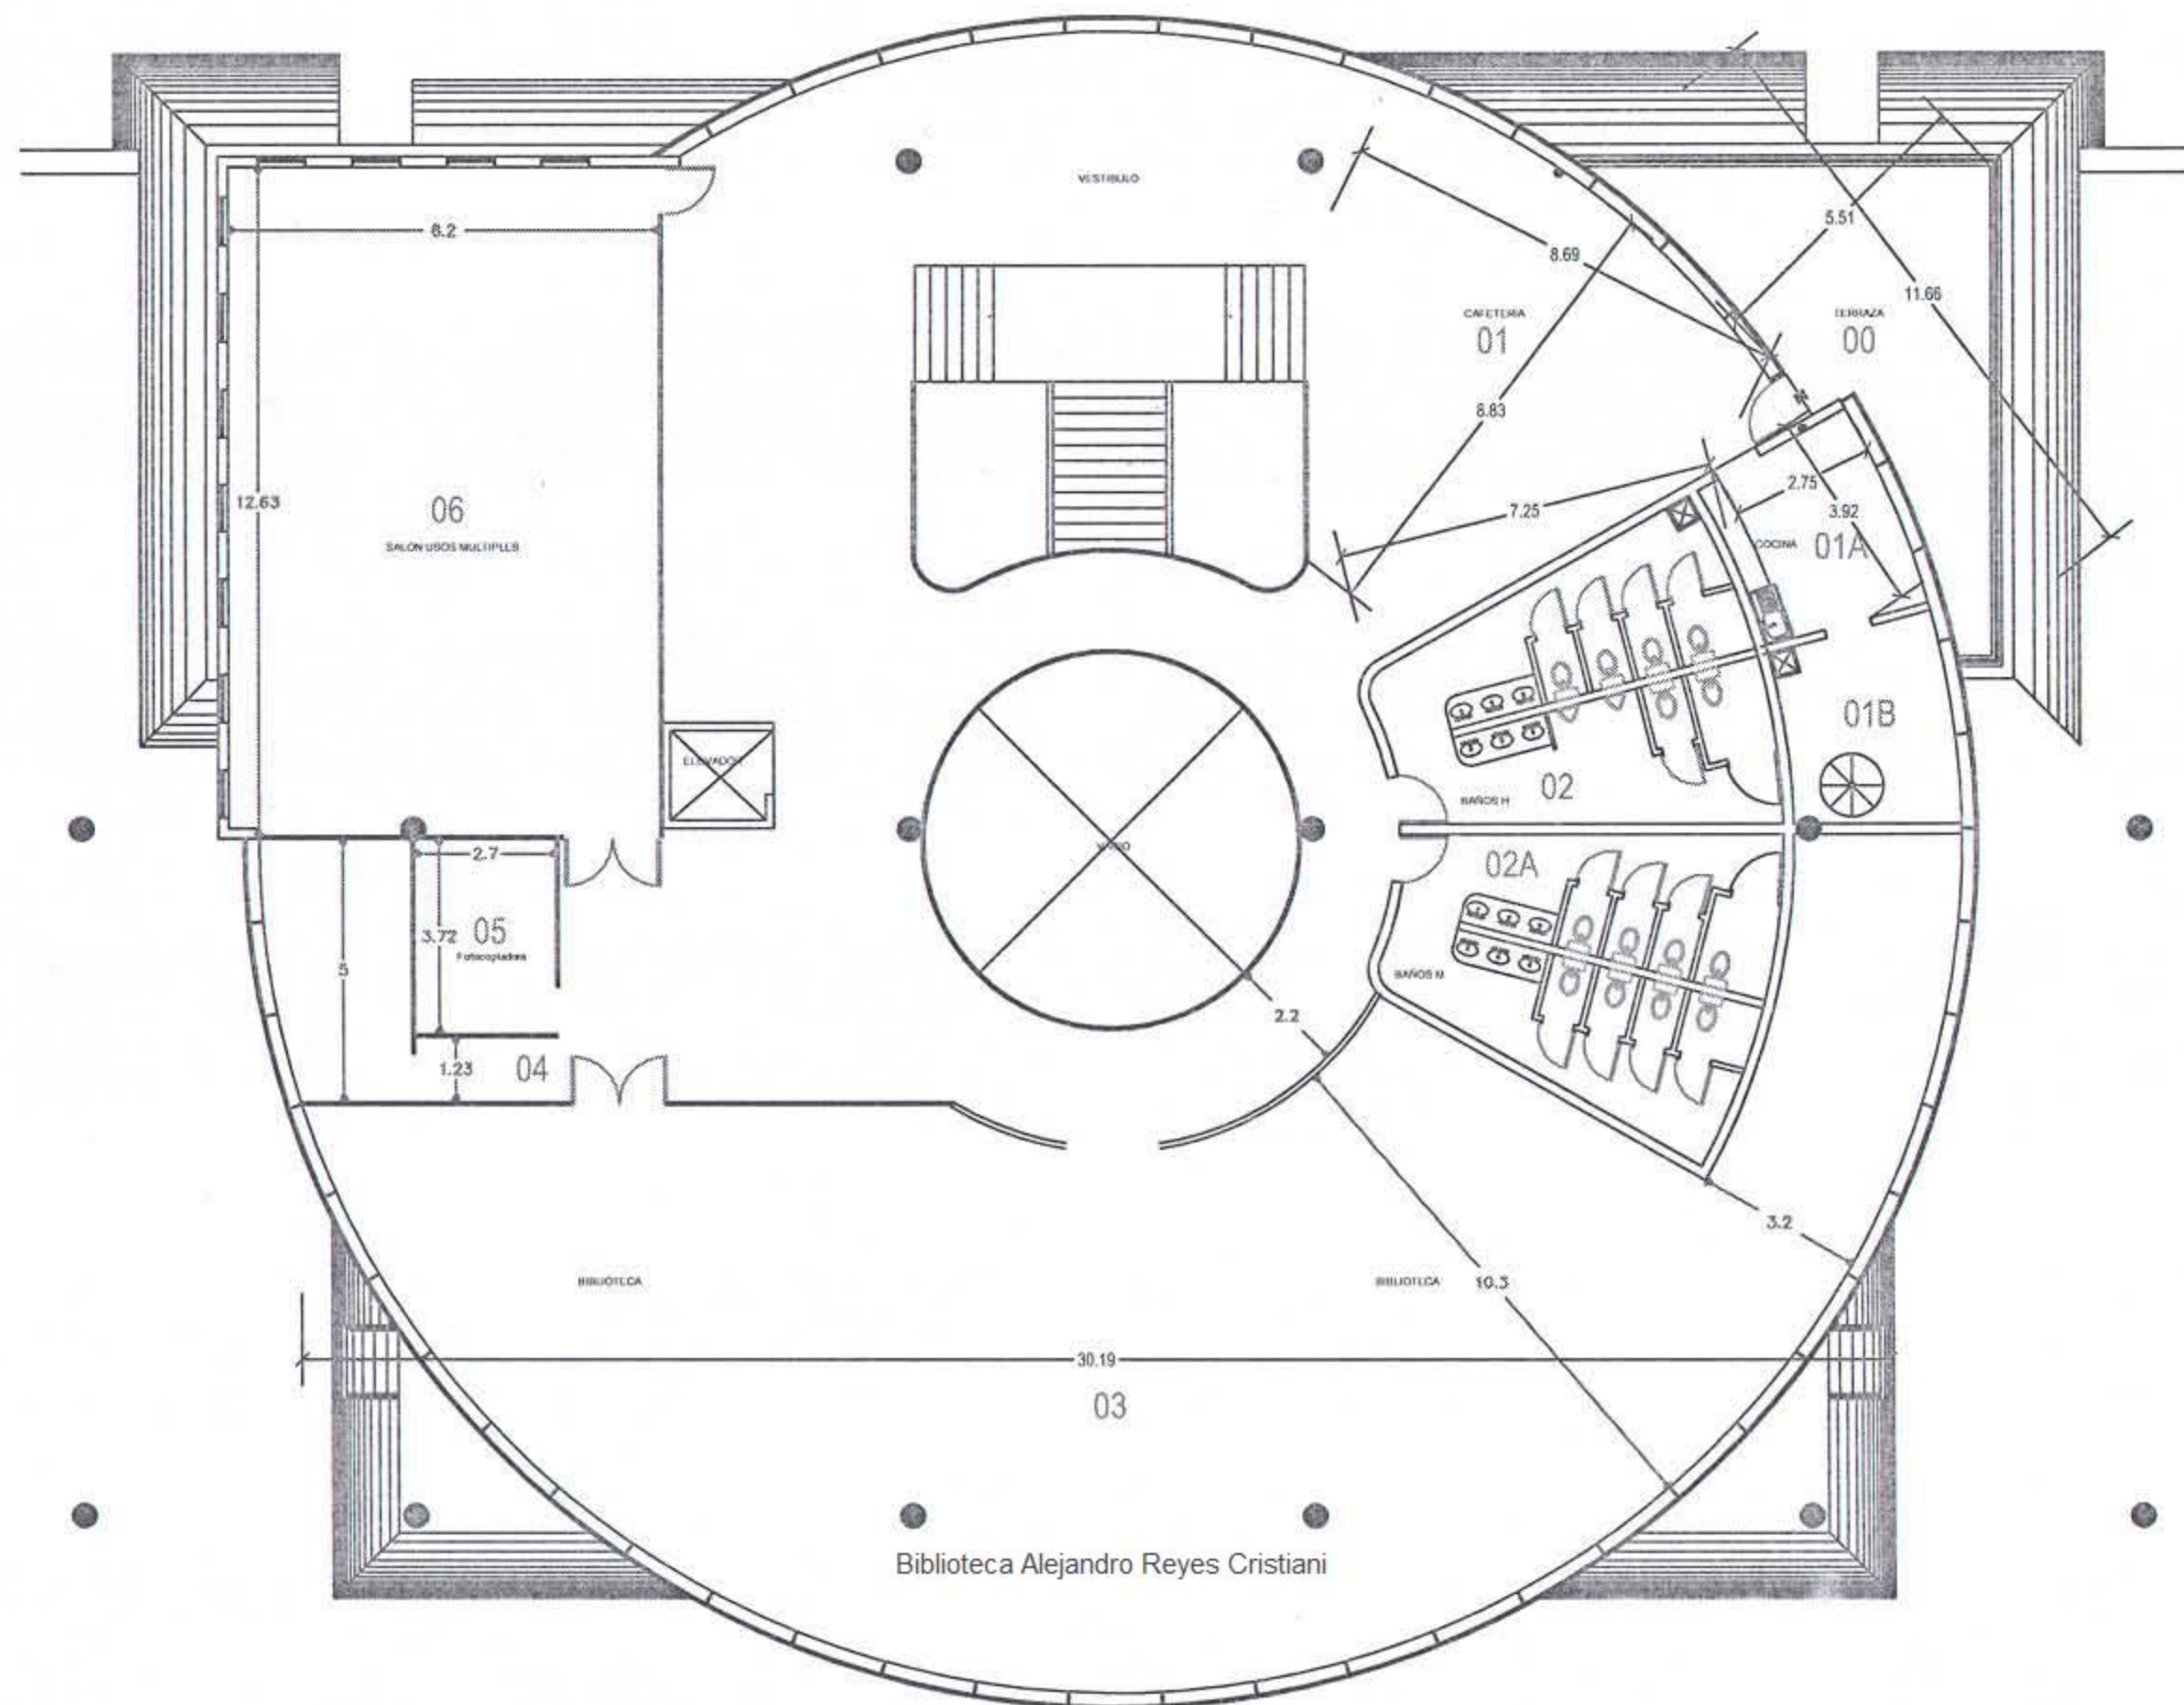 VESTIBULO
5.51
8.2
8.69
11.66
CAFETERIA
01
TERRAZA
00
8.83
2.75
12.63
06
SALON USOS MULTIPLES
7.25
3.92
COCINA
01A
01B
ELEVADOR
02
BAÑOS H
VACIO
2.7
02A
3.72
05
Fotocopiadora
5
BAÑOS M
2.2
1.23
04
3.2
BIBLIOTECA
BIBLIOTECA
10.3
30.19
03
Biblioteca Alejandro Reyes Cristiani